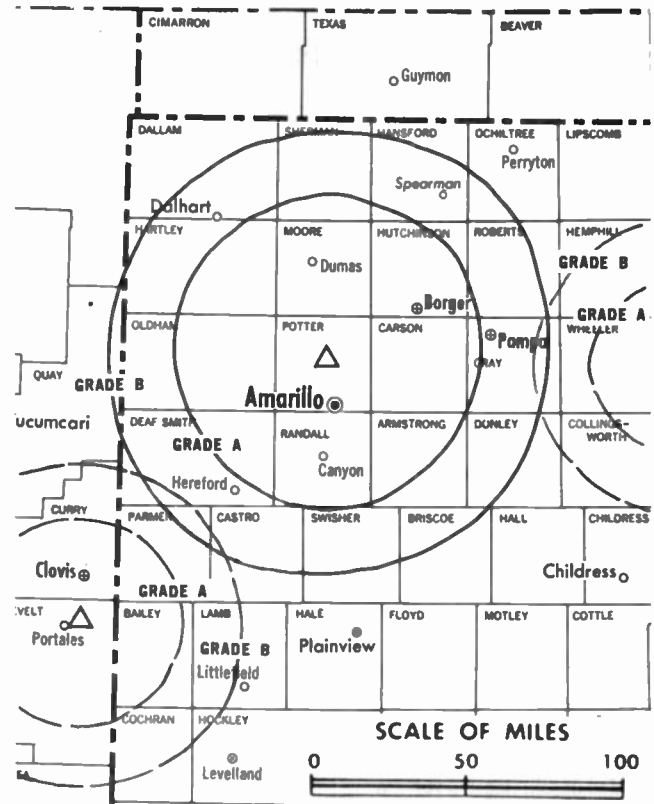 CIMARRON
TEXAS
BEAVER
Guymon
DALLAM
SHERMAN
HANSFORD
OCHILTREE
LIPSCOMB
Perryton
Spearman
Dalhart
HARTLEY
MOORE
HUTCHINSON
ROBERTS
HEMPHILL
GRADE B
Dumas
Borger
GRADE A
OLDHAM
POTTER
CARSON
Pampa
WHEELER
GRAY
QUAY
GRADE B
Amarillo
ucumcari
DEAF SMITH
GRADE A
RANDALL
ARMSTRONG
DONLEY
COLLINGS-
WORTH
Canyon
Hereford
CURRY
PARMER
CASTRO
SWISHER
BRISCOE
HALL
CHILDRESS
Clovis
Childress
GRADE A
EVELT
BAILEY
LAMB
HALE
FLOYD
MOTLEY
COTTLE
Portales
GRADE B
Plainview
Littlefield
COCHRAN
HOCKLEY
SCALE OF MILES
Levelland
0 50 100